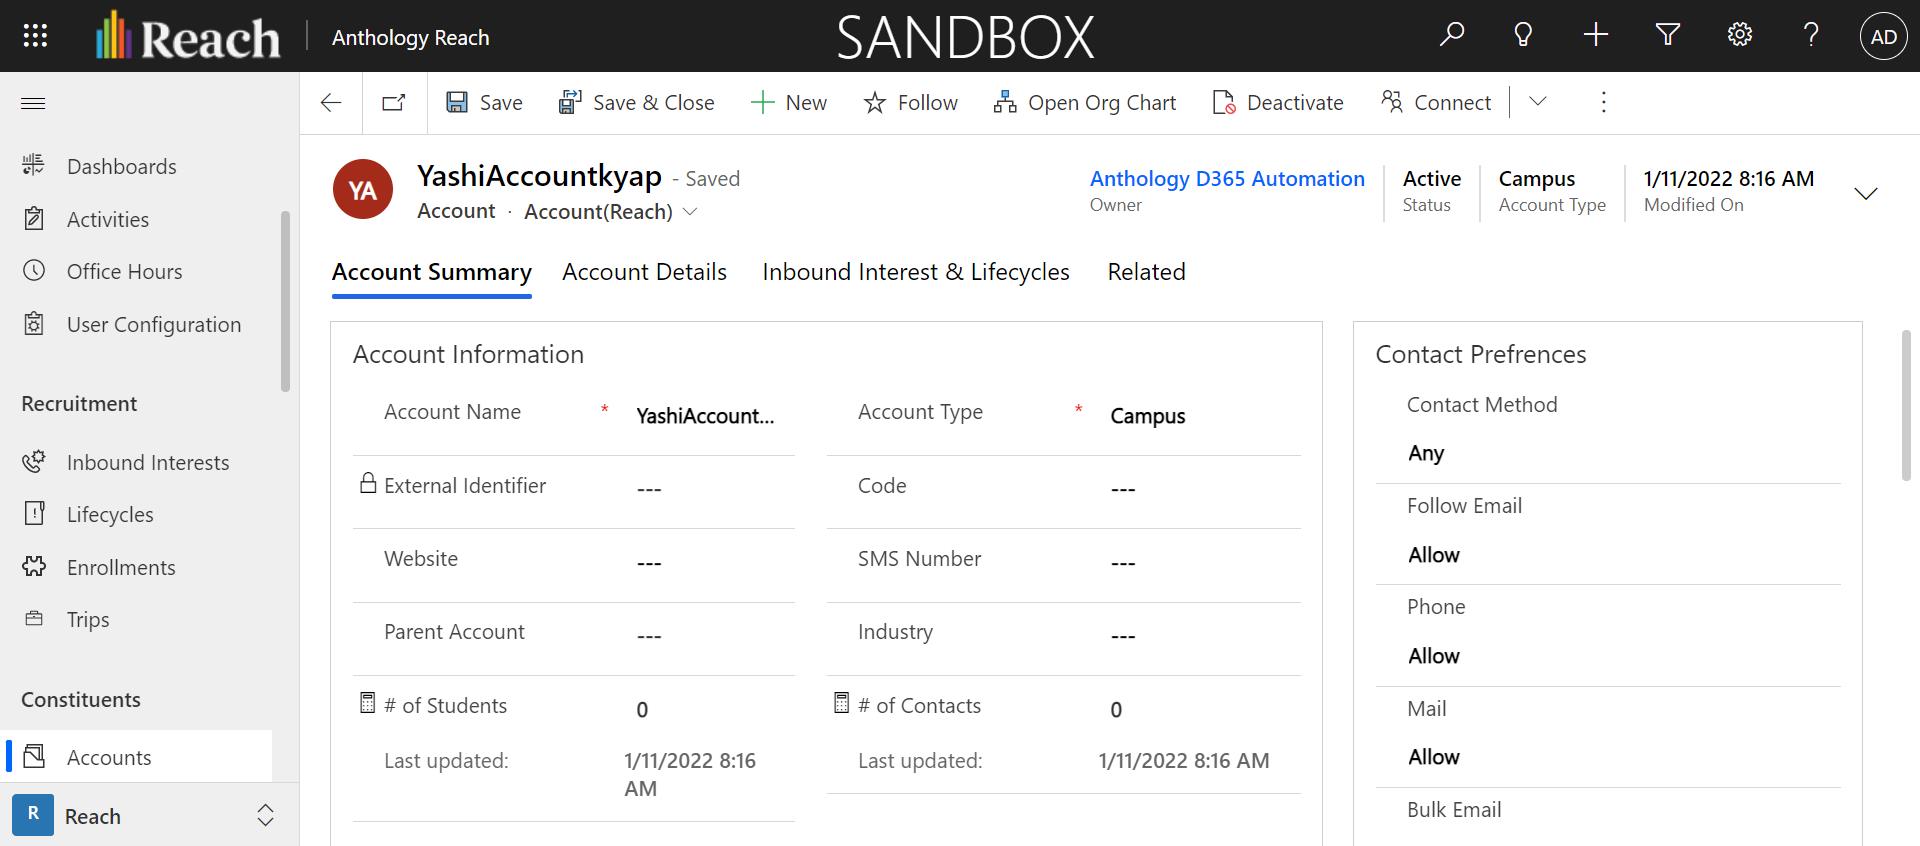 Reach
Anthology Reach
SANDBOX
AD
Save
Save & Close
New
Follow
Open Org Chart
Deactivate
Connect
Dashboards
Activities
Office Hours
User Configuration
Recruitment
Inbound Interests
Lifecycles
Enrollments
Trips
Constituents
Accounts
R
Reach
YA
YashiAccountkyap - Saved
Account · Account(Reach)
Anthology D365 Automation
Owner
Active
Status
Campus
Account Type
1/11/2022 8:16 AM
Modified On
Account Summary
Account Details
Inbound Interest & Lifecycles
Related
Account Information
Account Name * YashiAccount...
Account Type * Campus
External Identifier ---
Code ---
Website ---
SMS Number ---
Parent Account ---
Industry ---
# of Students 0
# of Contacts 0
Last updated: 1/11/2022 8:16
AM
Last updated: 1/11/2022 8:16 AM
Contact Prefrences
Contact Method
Any
Follow Email
Allow
Phone
Allow
Mail
Allow
Bulk Email